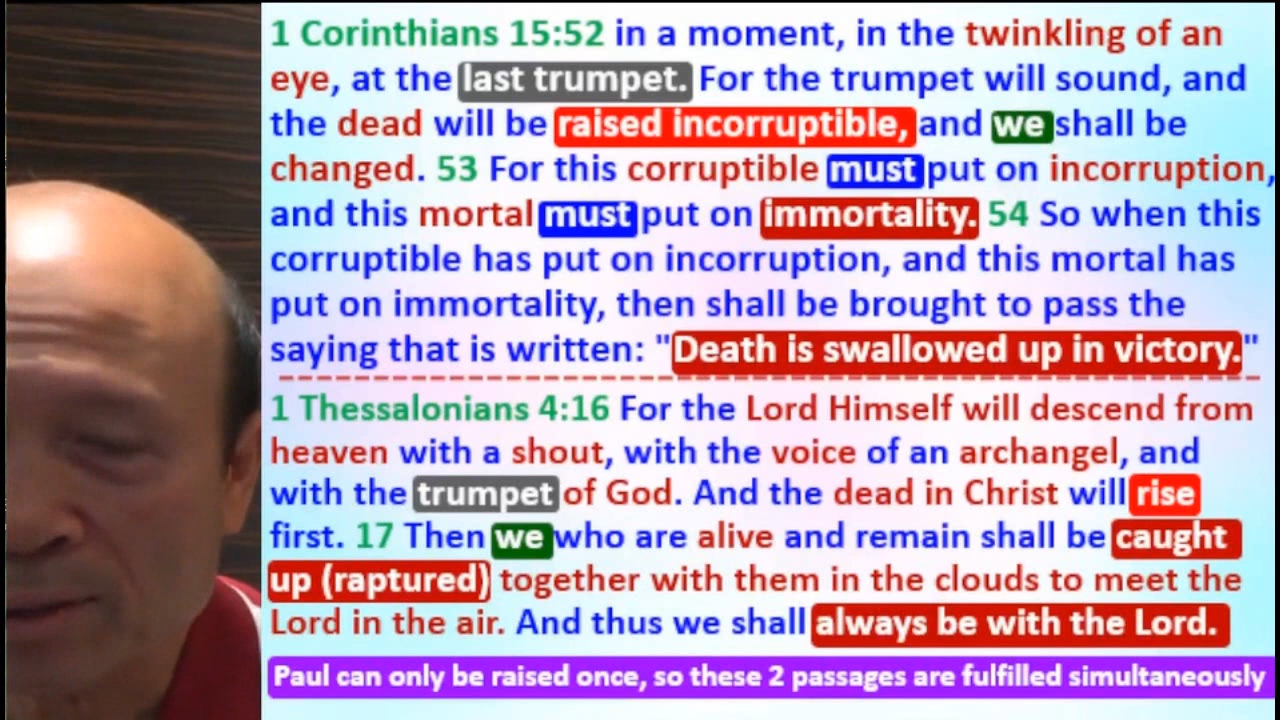 1 Corinthians 15:52 in a moment, in the twinkling of an
eye, at the last trumpet. For the trumpet will sound, and
the dead will be raised incorruptible, and we shall be
changed. 53 For this corruptible must put on incorruption,
and this mortal must put on immortality. 54 So when this
corruptible has put on incorruption, and this mortal has
put on immortality, then shall be brought to pass the
saying that is written: "Death is swallowed up in victory."
1 Thessalonians 4:16 For the Lord Himself will descend from
heaven with a shout, with the voice of an archangel, and
with the trumpet of God. And the dead in Christ will rise
first. 17 Then we who are alive and remain shall be caught
up (raptured) together with them in the clouds to meet the
Lord in the air. And thus we shall always be with the Lord.
Paul can only be raised once, so these 2 passages are fulfilled simultaneously